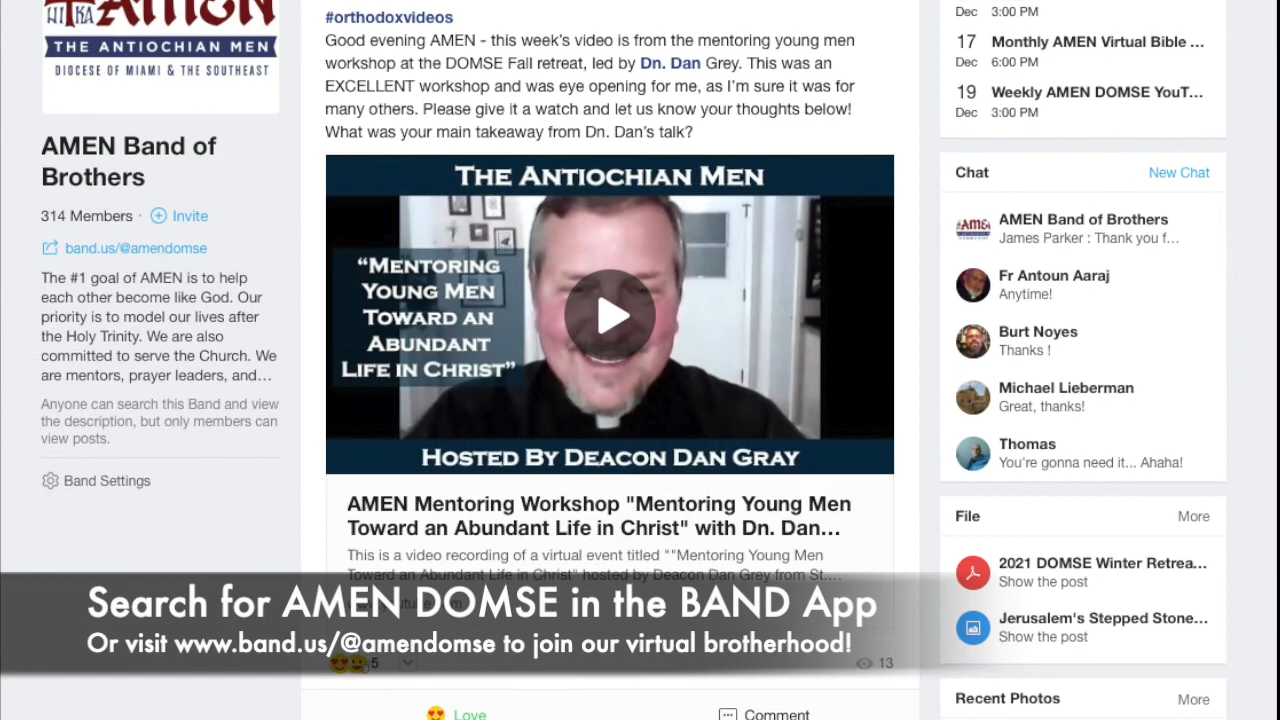 HI KA
AMEN
THE ANTIOCHIAN MEN
DIOCESE OF MIAMI & THE SOUTHEAST
AMEN Band of
Brothers
314 Members · Invite
band.us/@amendomse
The #1 goal of AMEN is to help
each other become like God. Our
priority is to model our lives after
the Holy Trinity. We are also
committed to serve the Church. We
are mentors, prayer leaders, and...
Anyone can search this Band and view
the description, but only members can
view posts.
Band Settings
#orthodoxvideos
Good evening AMEN - this week's video is from the mentoring young men
workshop at the DOMSE Fall retreat, led by Dn. Dan Grey. This was an
EXCELLENT workshop and was eye opening for me, as I'm sure it was for
many others. Please give it a watch and let us know your thoughts below!
What was your main takeaway from Dn. Dan's talk?
THE ANTIOCHIAN MEN
“MENTORING
YOUNG MEN
TOWARD AN
ABUNDANT
LIFE IN CHRIST”
HOSTED BY DEACON DAN GRAY
AMEN Mentoring Workshop "Mentoring Young Men
Toward an Abundant Life in Christ" with Dn. Dan...
This is a video recording of a virtual event titled ""Mentoring Young Men
Toward an Abundant Life in Christ" hosted by Deacon Dan Grey from St....
Search for AMEN DOMSE in the BAND App
Or visit www.band.us/@amendomse to join our virtual brotherhood!
5
13
Love
Comment
Dec 3:00 PM
17 Monthly AMEN Virtual Bible ...
Dec 6:00 PM
19 Weekly AMEN DOMSE YouT...
Dec 3:00 PM
Chat New Chat
AMEN
AMEN Band of Brothers
James Parker : Thank you f...
Fr Antoun Aaraj
Anytime!
Burt Noyes
Thanks !
Michael Lieberman
Great, thanks!
Thomas
You're gonna need it... Ahaha!
File More
2021 DOMSE Winter Retrea...
Show the post
Jerusalem's Stepped Stone...
Show the post
Recent Photos More